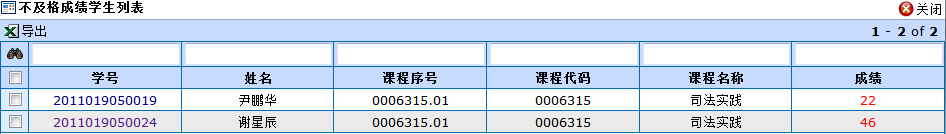 不及格成绩学生列表 关闭
导出 1 - 2 of 2
学号 姓名 课程序号 课程代码 课程名称 成绩
2011019050019 尹鹏华 0006315.01 0006315 司法实践 22
2011019050024 谢星辰 0006315.01 0006315 司法实践 46